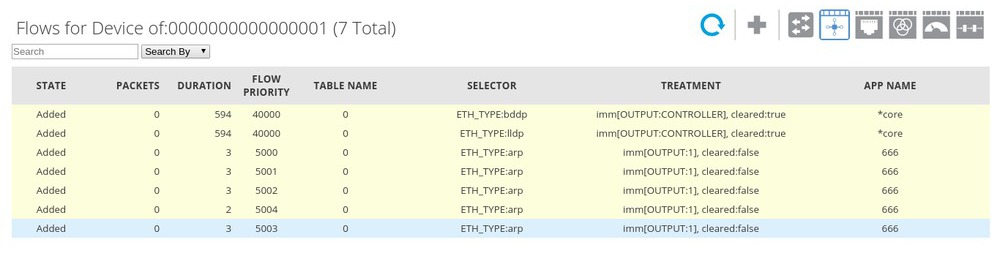 Flows for Device of:0000000000000001 (7 Total)
Search Search By
STATE PACKETS DURATION FLOW PRIORITY TABLE NAME SELECTOR TREATMENT APP NAME
Added 0 594 40000 0 ETH_TYPE:bddp imm[OUTPUT:CONTROLLER], cleared:true *core
Added 0 594 40000 0 ETH_TYPE:lldp imm[OUTPUT:CONTROLLER], cleared:true *core
Added 0 3 5000 0 ETH_TYPE:arp imm[OUTPUT:1], cleared:false 666
Added 0 3 5001 0 ETH_TYPE:arp imm[OUTPUT:1], cleared:false 666
Added 0 3 5002 0 ETH_TYPE:arp imm[OUTPUT:1], cleared:false 666
Added 0 2 5004 0 ETH_TYPE:arp imm[OUTPUT:1], cleared:false 666
Added 0 3 5003 0 ETH_TYPE:arp imm[OUTPUT:1], cleared:false 666